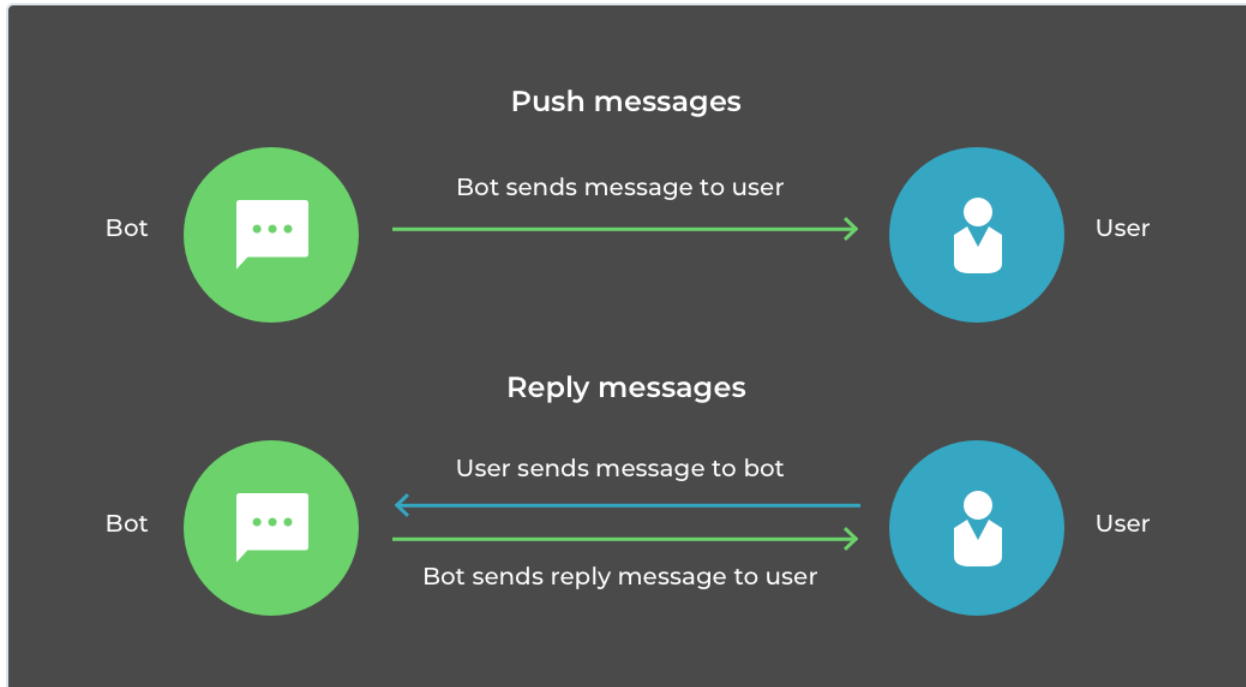 Push messages
Bot sends message to user
Bot
User
Reply messages
User sends message to bot
Bot
User
Bot sends reply message to user